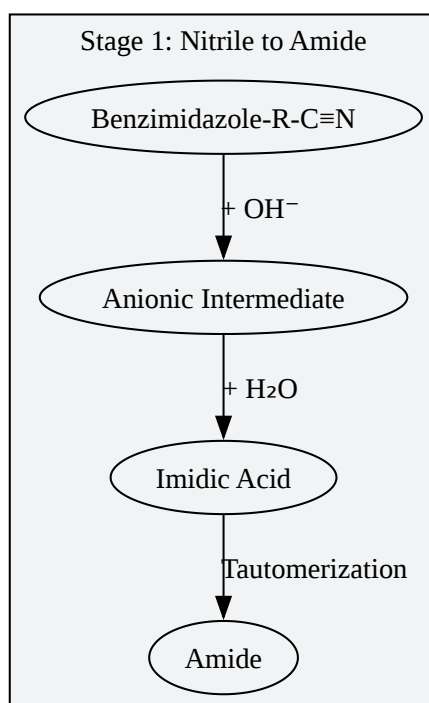 Stage 1: Nitrile to Amide
Benzimidazole-R-C≡N
+ OH⁻
Anionic Intermediate
+ H₂O
Imidic Acid
Tautomerization
Amide